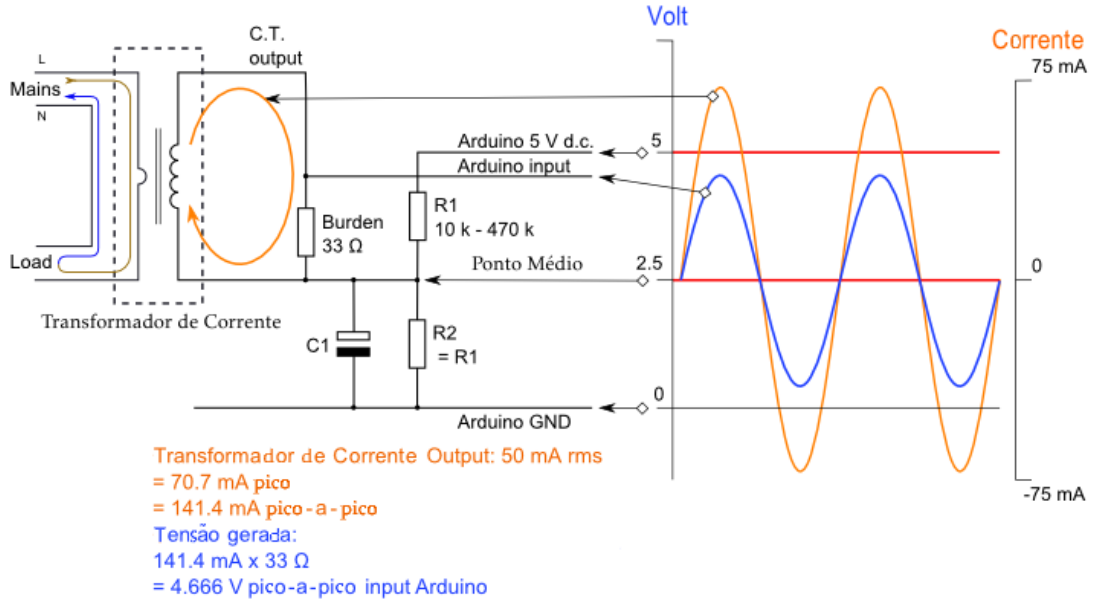 Volt
C.T.
output
Corrente
75 mA
L
Mains
N
Arduino 5 V d.c.
5
Arduino input
R1
10 k - 470 k
Burden
33 Ω
Ponto Médio
2.5
0
Load
Transformador de Corrente
C1
R2
= R1
0
Arduino GND
-75 mA
Transformador de Corrente Output: 50 mA rms
= 70.7 mA pico
= 141.4 mA pico-a-pico
Tensão gerada:
141.4 mA x 33 Ω
= 4.666 V pico-a-pico input Arduino